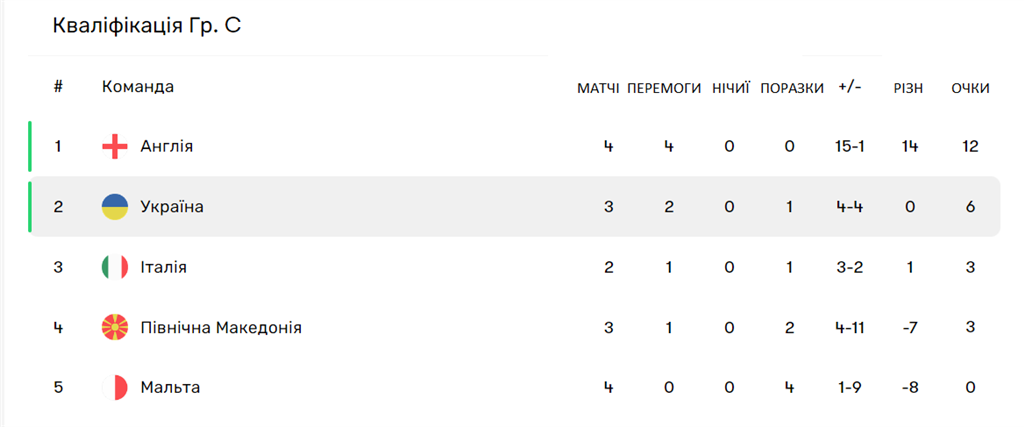 Кваліфікація Гр. C
# Команда МАТЧІ ПЕРЕМОГИ НІЧИЇ ПОРАЗКИ +/- РІЗН ОЧКИ
1 Англія 4 4 0 0 15-1 14 12
2 Україна 3 2 0 1 4-4 0 6
3 Італія 2 1 0 1 3-2 1 3
4 Північна Македонія 3 1 0 2 4-11 -7 3
5 Мальта 4 0 0 4 1-9 -8 0